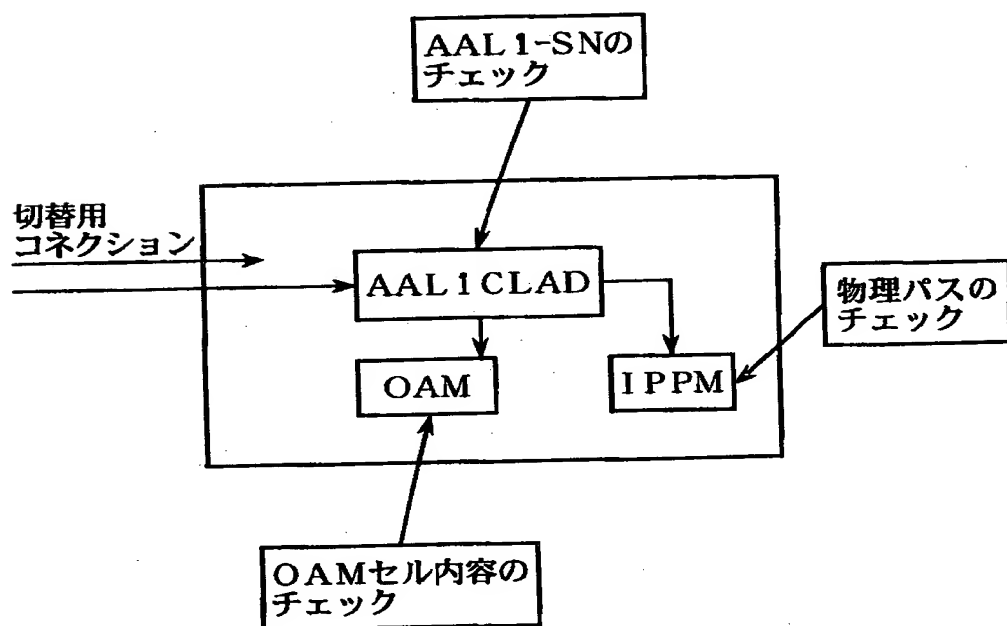 AAL1-SNの
チェック
切替用
コネクション
AAL1CLAD
物理パスの
チェック
OAM
IPPM
OAMセル内容の
チェック